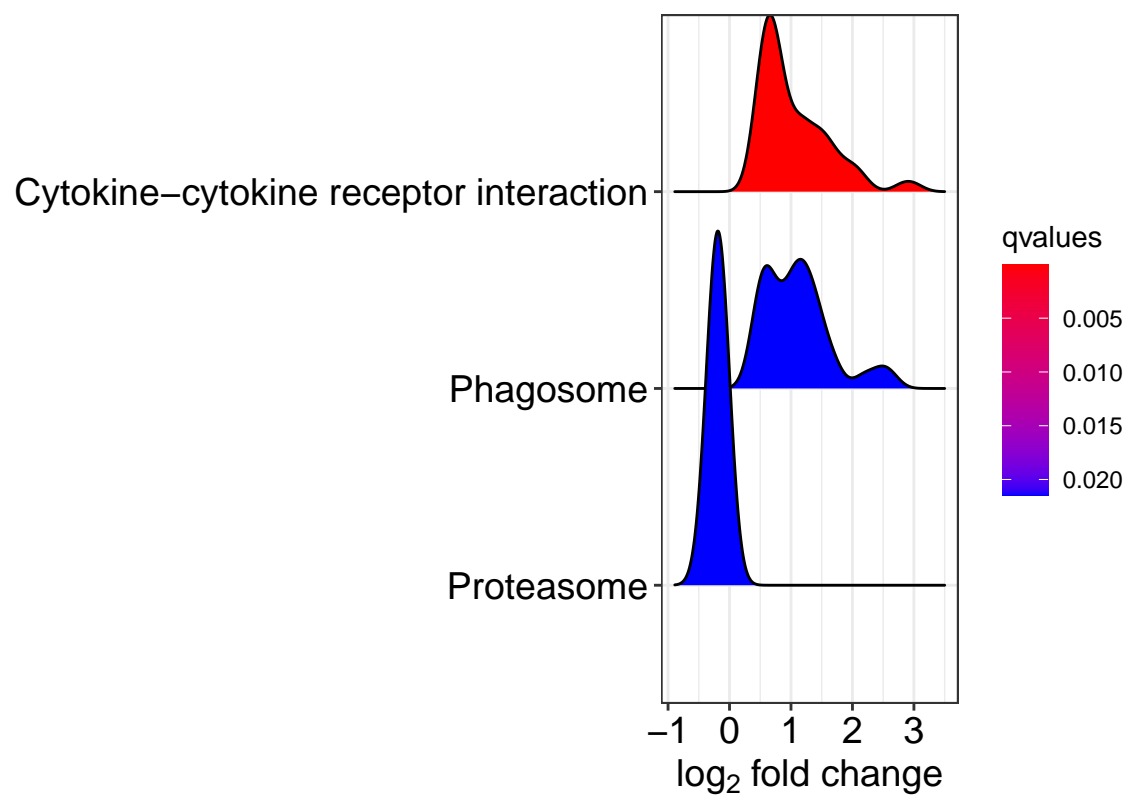 Cytokine−cytokine receptor interaction
Phagosome
Proteasome
−1 0 1 2 3
log2 fold change
qvalues
0.005
0.010
0.015
0.020